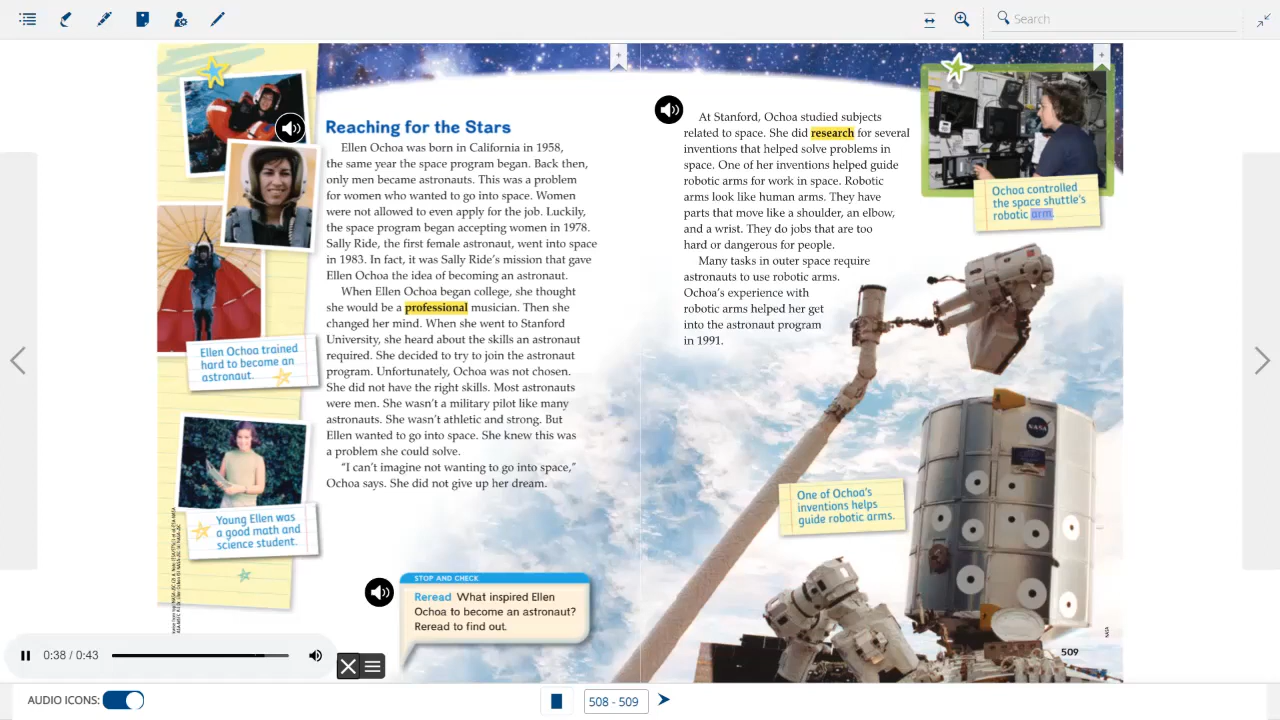 Search
Reaching for the Stars
Ellen Ochoa was born in California in 1958,
the same year the space program began. Back then,
only men became astronauts. This was a problem
for women who wanted to go into space. Women
were not allowed to even apply for the job. Luckily,
the space program began accepting women in 1978.
Sally Ride, the first female astronaut, went into space
in 1983. In fact, it was Sally Ride's mission that gave
Ellen Ochoa the idea of becoming an astronaut.
When Ellen Ochoa began college, she thought
she would be a professional musician. Then she
changed her mind. When she went to Stanford
University, she heard about the skills an astronaut
required. She decided to try to join the astronaut
program. Unfortunately, Ochoa was not chosen.
She did not have the right skills. Most astronauts
were men. She wasn't a military pilot like many
astronauts. She wasn't athletic and strong. But
Ellen wanted to go into space. She knew this was
a problem she could solve.
"I can't imagine not wanting to go into space,"
Ochoa says. She did not give up her dream.
Ellen Ochoa trained
hard to become an
astronaut.
Young Ellen was
a good math and
science student.
STOP AND CHECK
Reread What inspired Ellen
Ochoa to become an astronaut?
Reread to find out.
At Stanford, Ochoa studied subjects
related to space. She did research for several
inventions that helped solve problems in
space. One of her inventions helped guide
robotic arms for work in space. Robotic
arms look like human arms. They have
parts that move like a shoulder, an elbow,
and a wrist. They do jobs that are too
hard or dangerous for people.
Many tasks in outer space require
astronauts to use robotic arms.
Ochoa's experience with
robotic arms helped her get
into the astronaut program
in 1991.
Ochoa controlled
the space shuttle's
robotic arm.
One of Ochoa's
inventions helps
guide robotic arms.
NASA
NASA
509
0:38 / 0:43
AUDIO ICONS:
508 - 509